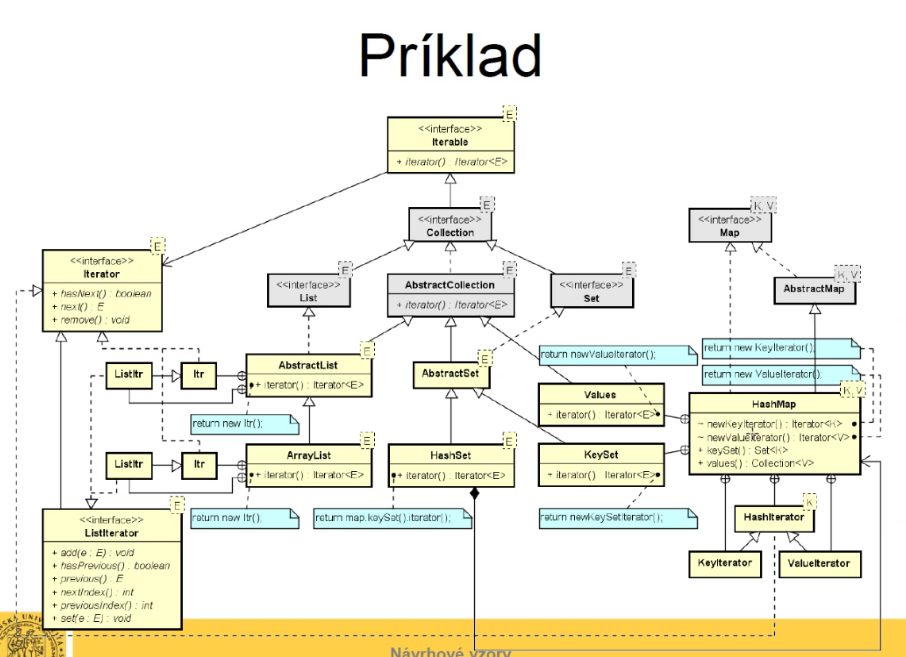 Príklad
E
<<interface>>
Iterable
+ iterator() : Iterator<E>
E
<<interface>>
Collection
K, V
<<interface>>
Map
E
<<interface>>
Iterator
+ hasNext() : boolean
+ next() : E
+ remove() : void
E
<<interface>>
List
E
AbstractCollection
+ iterator() : Iterator<E>
E
<<interface>>
Set
K, V
AbstractMap
ListItr
Itr
E
AbstractList
+ iterator() : Iterator<E>
return new Itr();
E
AbstractSet
return newValueIterator();
Values
+ iterator() : Iterator<E>
return new KeyIterator();
return new ValueIterator();
K, V
HashMap
~ newKeyIterator() : Iterator<K>
~ newValueIterator() : Iterator<V>
+ keySet() : Set<K>
+ values() : Collection<V>
ListItr
Itr
E
ArrayList
+ iterator() : Iterator<E>
E
HashSet
+ iterator() : Iterator<E>
KeySet
+ iterator() : Iterator<E>
E
<<interface>>
ListIterator
+ add(e : E) : void
+ hasPrevious() : boolean
+ previous() : E
+ nextIndex() : int
+ previousIndex() : int
+ set(e : E) : void
return new Itr();
return map.keySet().iterator();
return newKeySetIterator();
K
HashIterator
KeyIterator
ValueIterator
Návrhové vzory